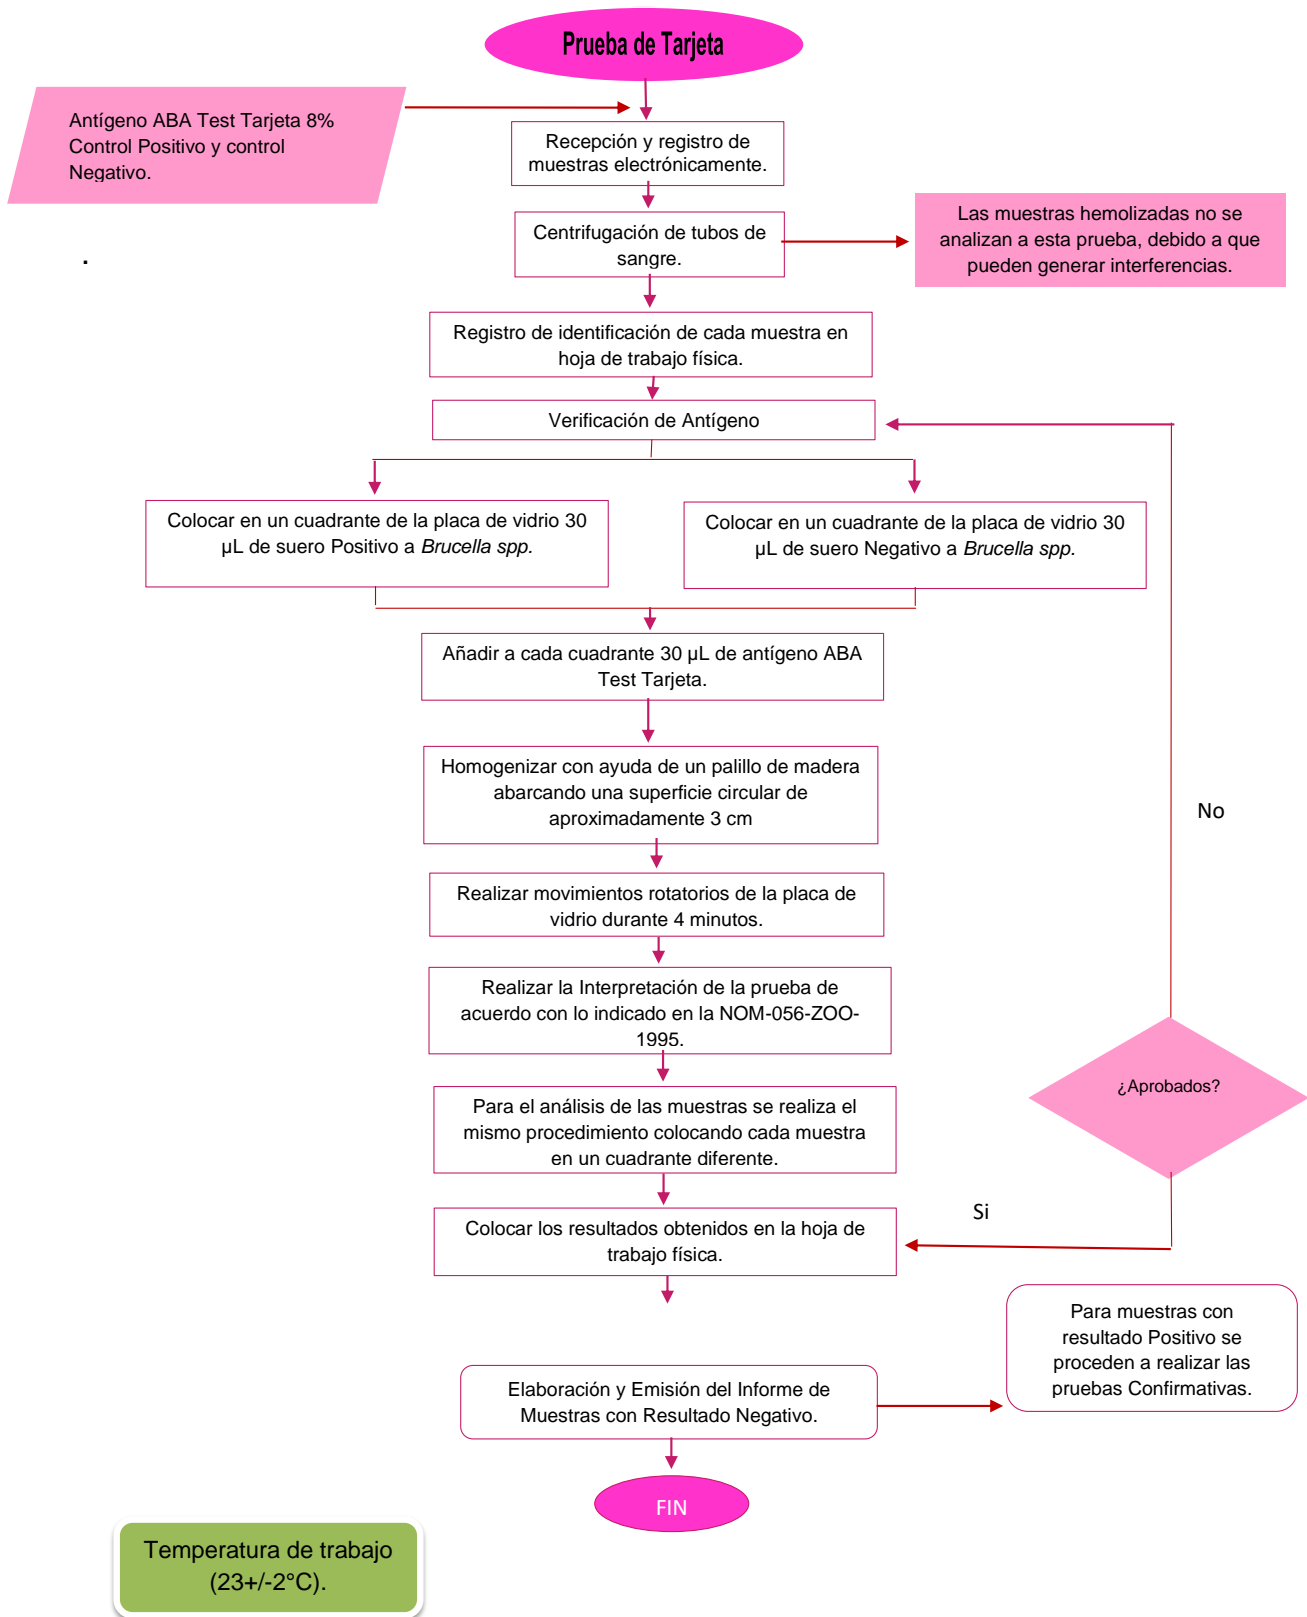 Prueba de Tarjeta
Antígeno ABA Test Tarjeta 8%
Control Positivo y control
Negativo.
Recepción y registro de
muestras electrónicamente.
Centrifugación de tubos de
sangre.
Las muestras hemolizadas no se
analizan a esta prueba, debido a que
pueden generar interferencias.
.
Registro de identificación de cada muestra en
hoja de trabajo física.
Verificación de Antígeno
Colocar en un cuadrante de la placa de vidrio 30
µL de suero Positivo a Brucella spp.
Colocar en un cuadrante de la placa de vidrio 30
µL de suero Negativo a Brucella spp.
Añadir a cada cuadrante 30 µL de antígeno ABA
Test Tarjeta.
Homogenizar con ayuda de un palillo de madera
abarcando una superficie circular de
aproximadamente 3 cm
No
Realizar movimientos rotatorios de la placa de
vidrio durante 4 minutos.
Realizar la Interpretación de la prueba de
acuerdo con lo indicado en la NOM-056-ZOO-
1995.
¿Aprobados?
Para el análisis de las muestras se realiza el
mismo procedimiento colocando cada muestra
en un cuadrante diferente.
Si
Colocar los resultados obtenidos en la hoja de
trabajo física.
Para muestras con
resultado Positivo se
proceden a realizar las
pruebas Confirmativas.
Elaboración y Emisión del Informe de
Muestras con Resultado Negativo.
FIN
Temperatura de trabajo
(23+/-2°C).